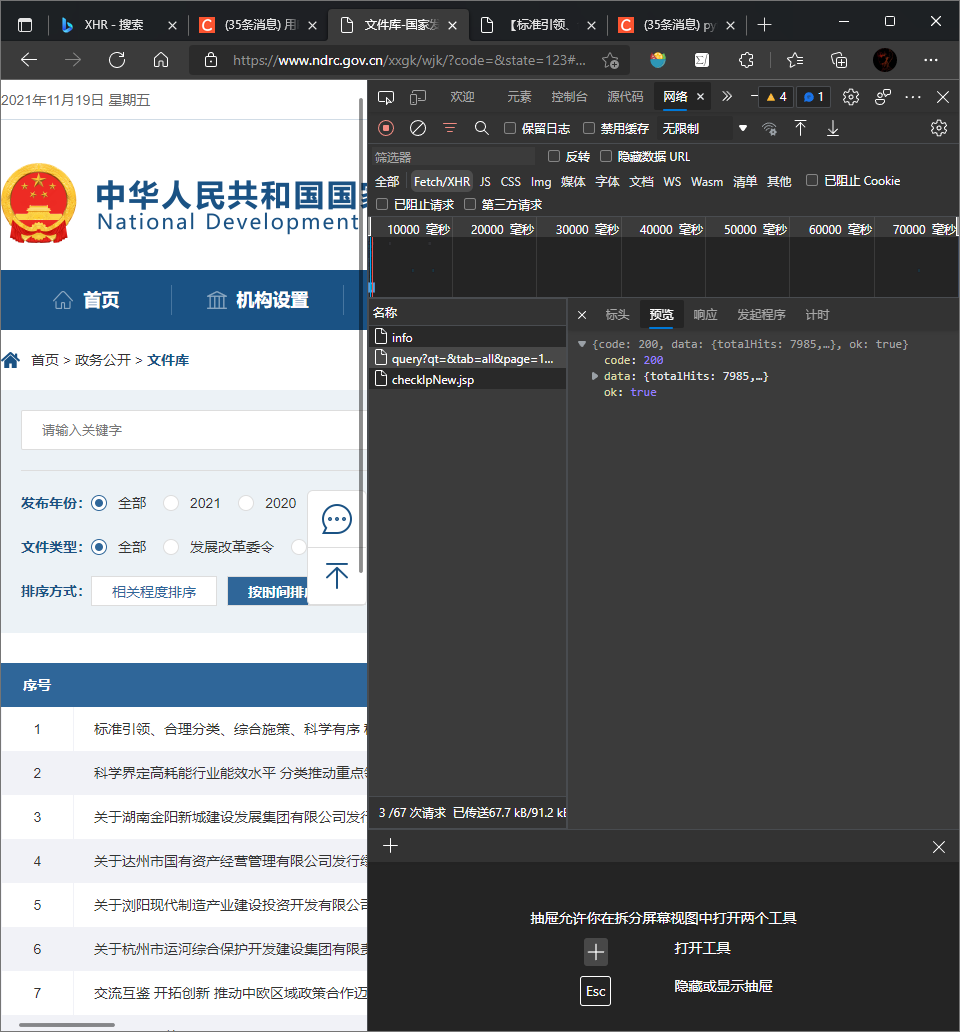 XHR - 搜索
(35条消息) 用
文件库-国家发
【标准引领、
(35条消息) py
https://www.ndrc.gov.cn/xxgk/wjk/?code=&state=123#...
2021年11月19日 星期五
中华人民共和国国家
National Development
首页
机构设置
首页 > 政务公开 > 文件库
请输入关键字
发布年份： 全部 2021 2020
文件类型： 全部 发展改革委令
排序方式： 相关程度排序 按时间排
序号
1 标准引领、合理分类、综合施策、科学有序
2 科学界定高耗能行业能效水平 分类推动重点
3 关于湖南金阳新城建设发展集团有限公司发行
4 关于达州市国有资产经营管理有限公司发行
5 关于浏阳现代制造产业建设投资开发有限公司
6 关于杭州市运河综合保护开发建设集团有限
7 交流互鉴 开拓创新 推动中欧区域政策合作
欢迎 元素 控制台 源代码 网络 4 1
保留日志 禁用缓存 无限制
筛选器 反转 隐藏数据 URL
全部 Fetch/XHR JS CSS Img 媒体 字体 文档 WS Wasm 清单 其他 已阻止 Cookie
已阻止请求 第三方请求
10000 毫秒 20000 毫秒 30000 毫秒 40000 毫秒 50000 毫秒 60000 毫秒 70000 毫秒
名称
info
query?qt=&tab=all&page=1...
checkIpNew.jsp
标头 预览 响应 发起程序 计时
{code: 200, data: {totalHits: 7985,…}, ok: true}
code: 200
data: {totalHits: 7985,…}
ok: true
3 /67 次请求 已传送67.7 kB/91.2 kB
抽屉允许你在拆分屏幕视图中打开两个工具
打开工具
Esc 隐藏或显示抽屉